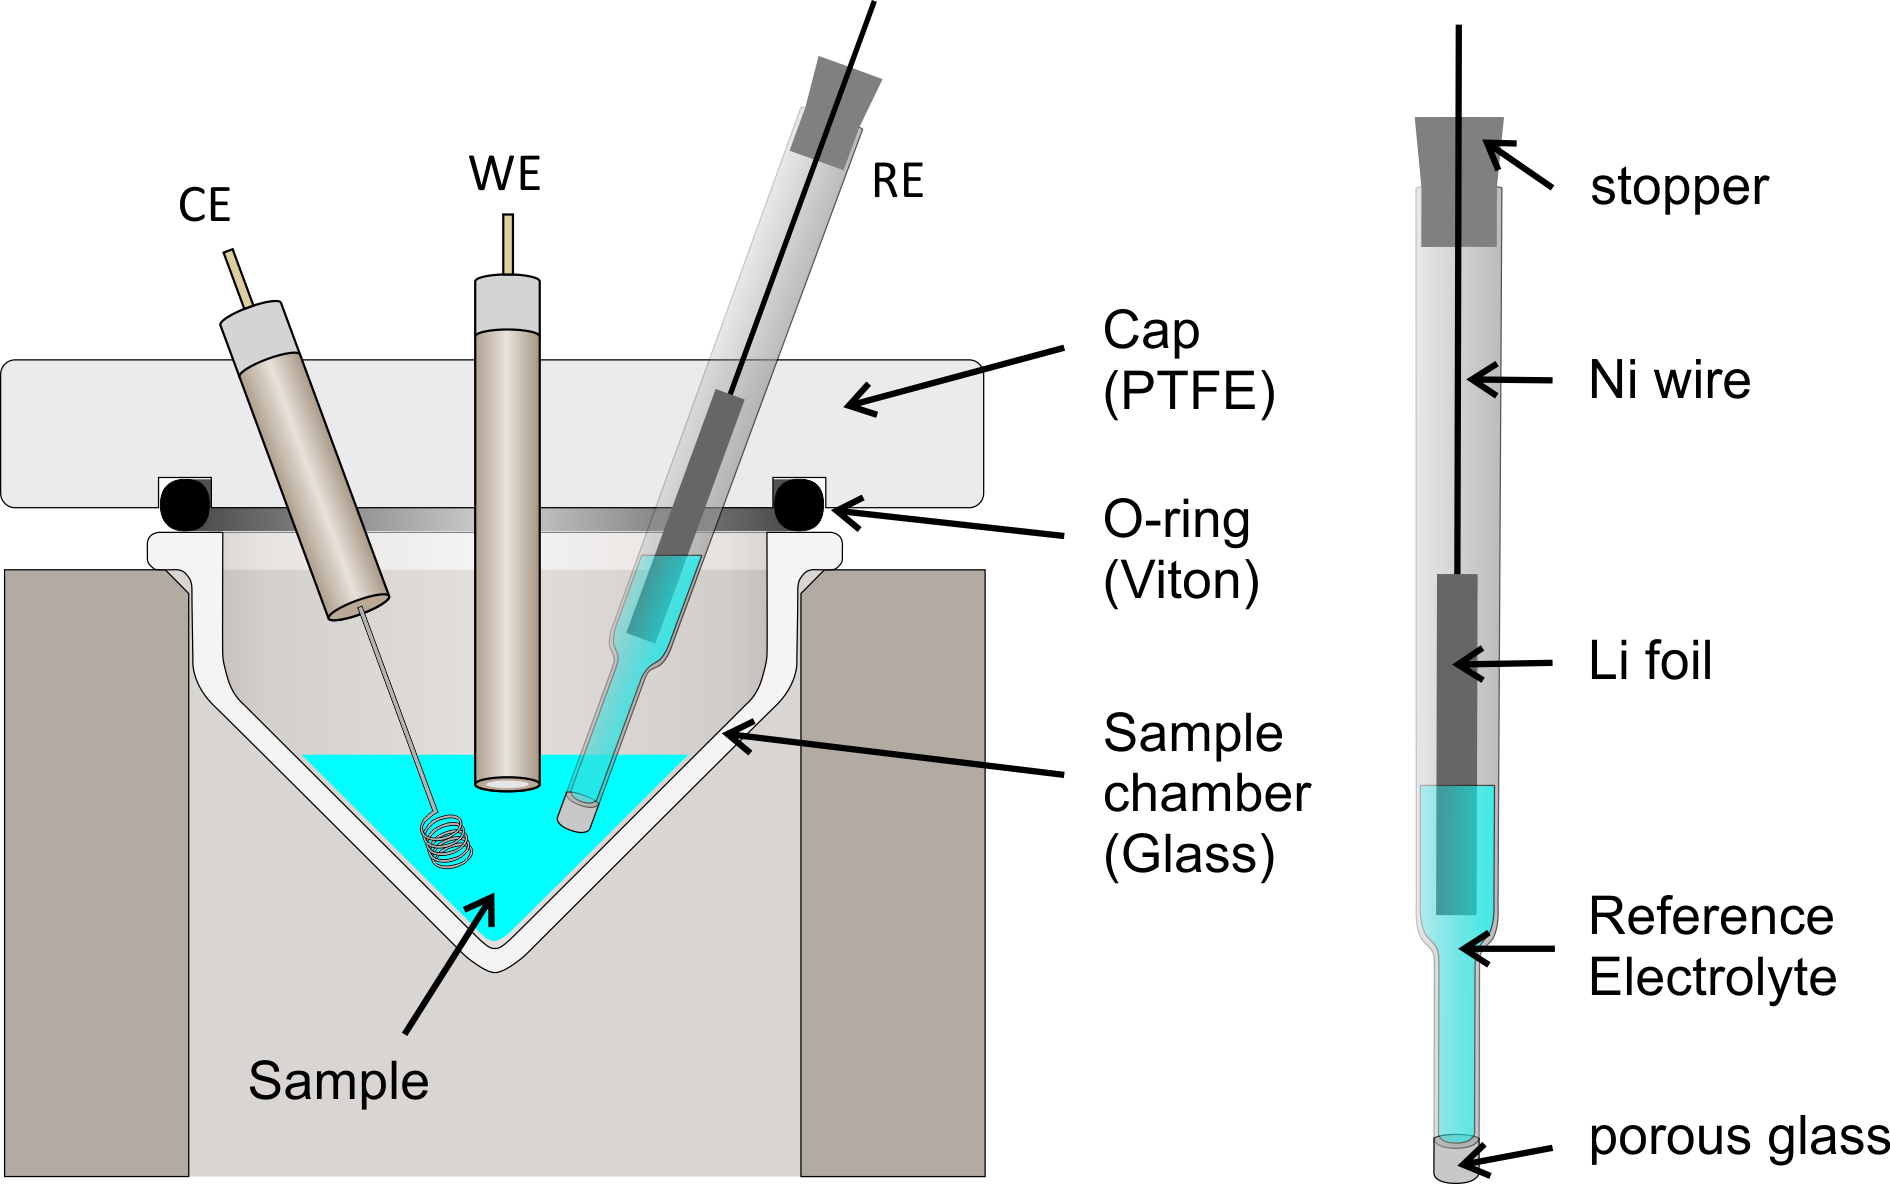 CE
WE
RE
Cap
(PTFE)
O-ring
(Viton)
Sample
chamber
(Glass)
Sample
stopper
Ni wire
Li foil
Reference
Electrolyte
porous glass